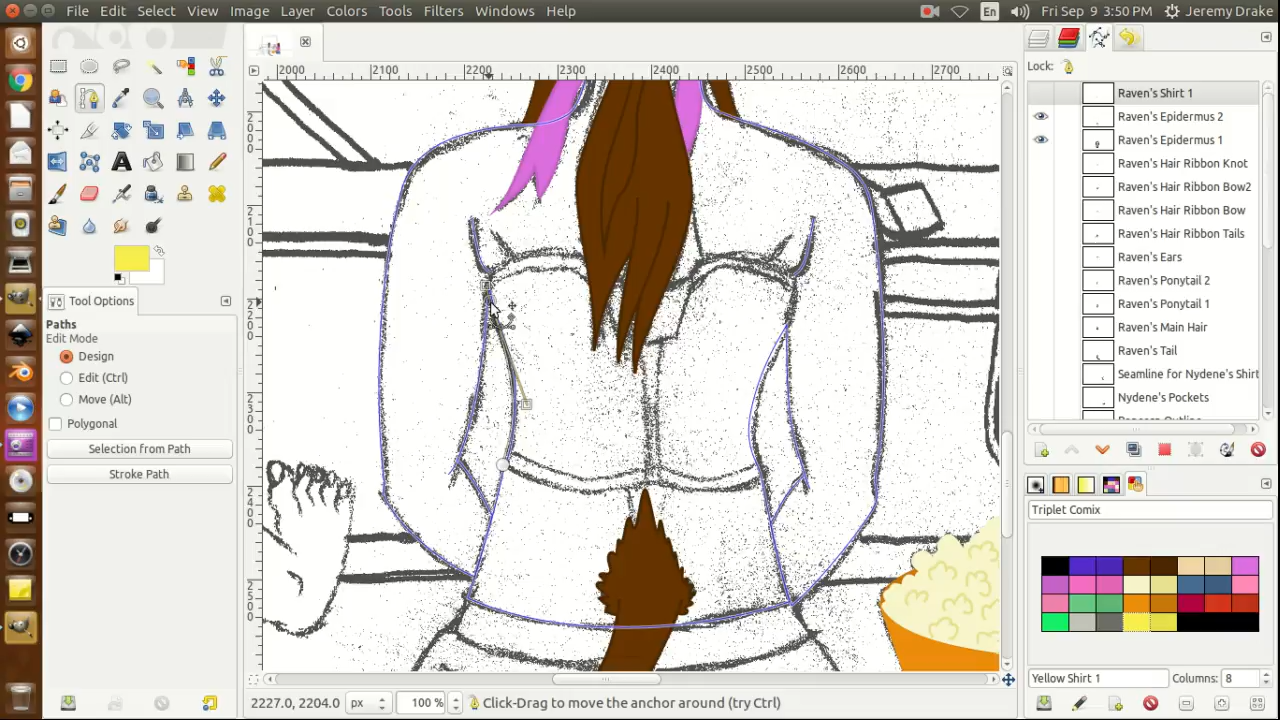 File Edit Select View Image Layer Colors Tools Filters Windows Help En Fri Sep 9 3:50 PM Jeremy Drake
Lock:
2000 2100 2200 2300 2400 2500 2600 2700
Raven's Shirt 1
Raven's Epidermus 2
Raven's Epidermus 1
Raven's Hair Ribbon Knot
Raven's Hair Ribbon Bow2
Raven's Hair Ribbon Bow
Raven's Hair Ribbon Tails
Raven's Ears
Raven's Ponytail 2
Raven's Ponytail 1
Raven's Main Hair
Raven's Tail
Seamline for Nydene's Shirt
Nydene's Pockets
Tool Options
Paths
Edit Mode
Design
Edit (Ctrl)
Move (Alt)
Polygonal
Selection from Path
Stroke Path
Triplet Comix
Yellow Shirt 1 Columns: 8
2227.0, 2204.0 px 100 % Click-Drag to move the anchor around (try Ctrl)